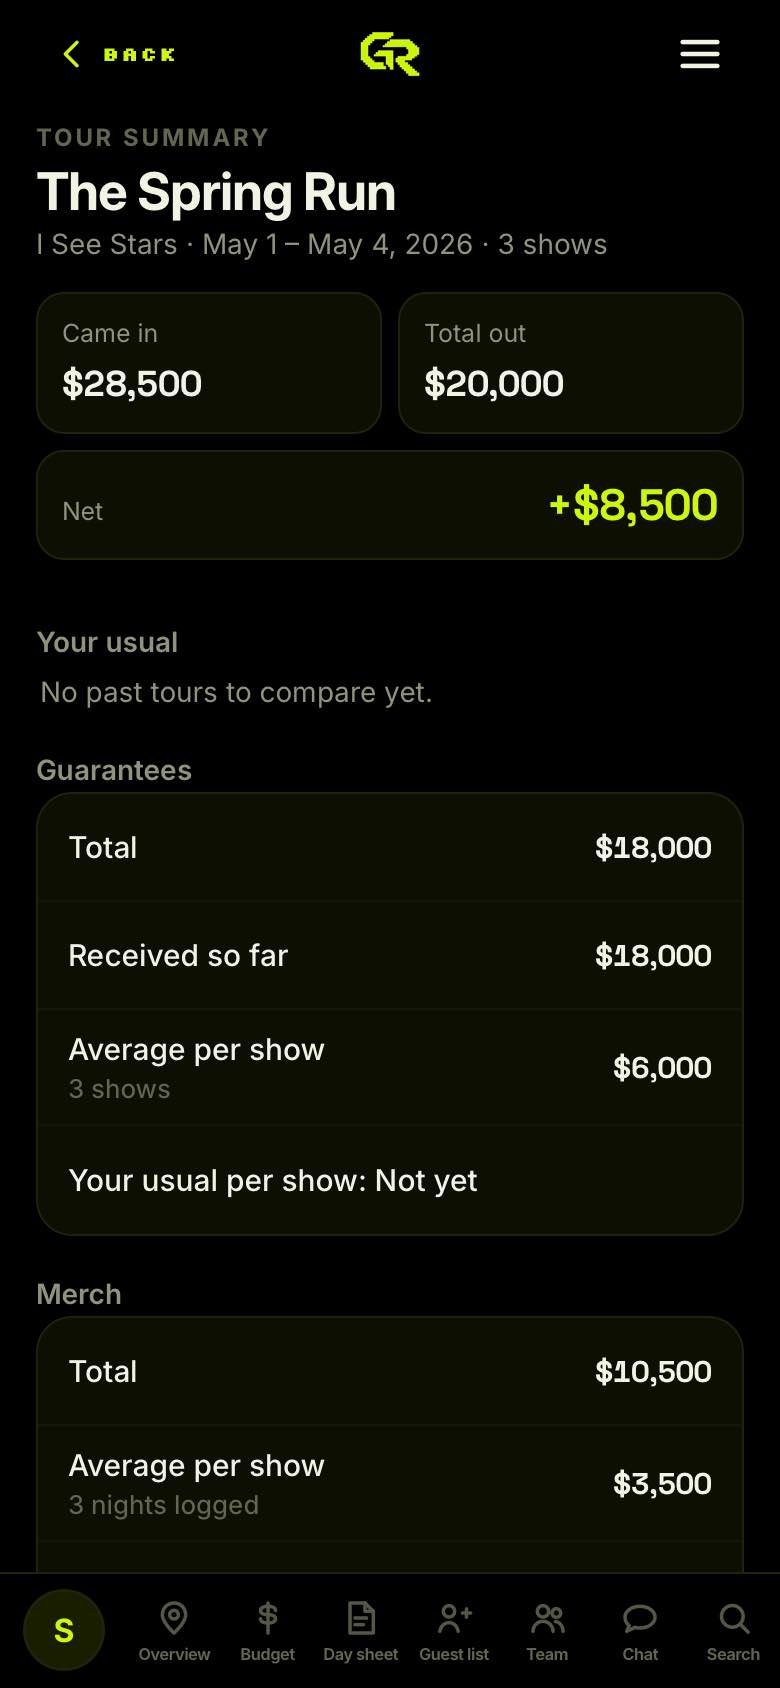 BACK
GR
TOUR SUMMARY
The Spring Run
I See Stars · May 1 – May 4, 2026 · 3 shows
Came in
$28,500
Total out
$20,000
Net
+$8,500
Your usual
No past tours to compare yet.
Guarantees
Total
$18,000
Received so far
$18,000
Average per show
3 shows
$6,000
Your usual per show: Not yet
Merch
Total
$10,500
Average per show
3 nights logged
$3,500
S
Overview
Budget
Day sheet
Guest list
Team
Chat
Search